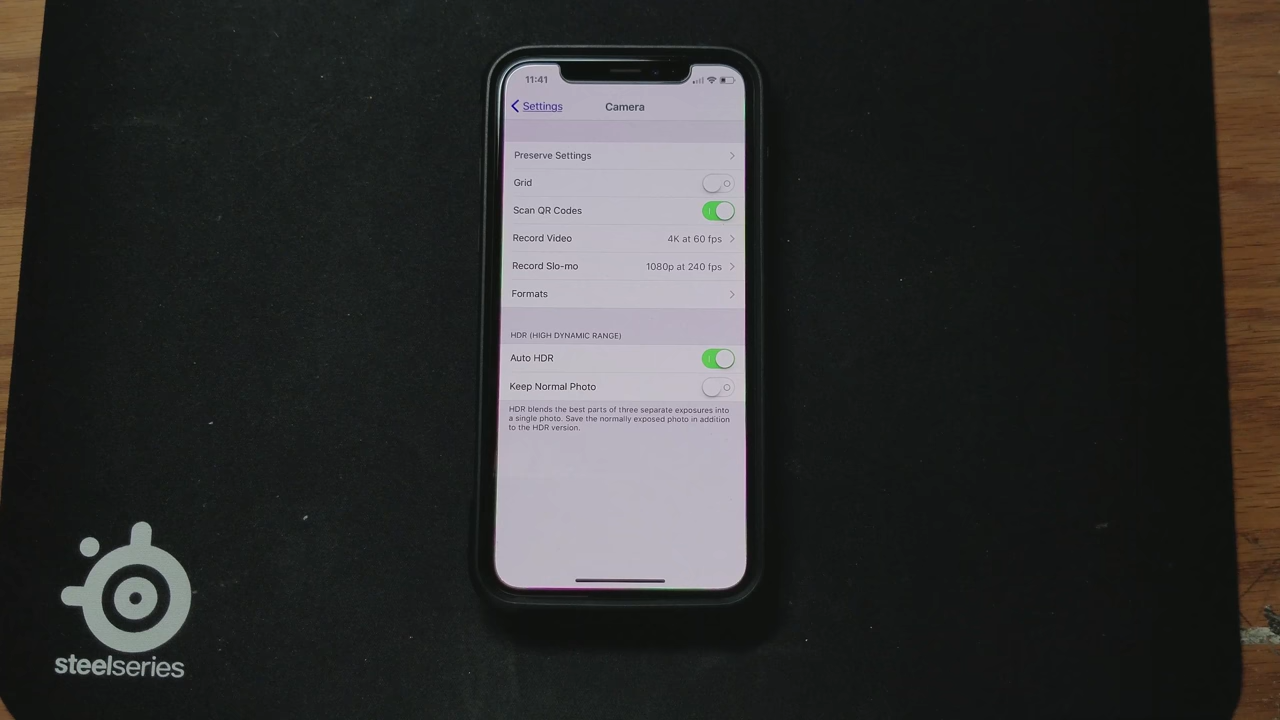 11:41
Settings
Camera
Preserve Settings
Grid
Scan QR Codes
Record Video 4K at 60 fps
Record Slo-mo 1080p at 240 fps
Formats
HDR (HIGH DYNAMIC RANGE)
Auto HDR
Keep Normal Photo
HDR blends the best parts of three separate exposures into
a single photo. Save the normally exposed photo in addition
to the HDR version.
steelseries